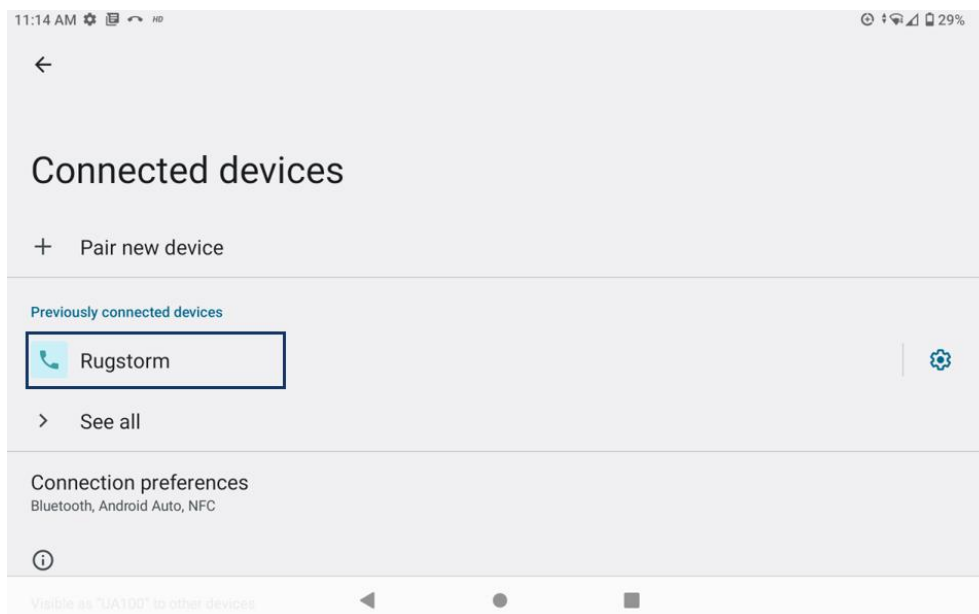 11:14 AM HD 29%
Connected devices
Pair new device
Previously connected devices
Rugstorm
See all
Connection preferences
Bluetooth, Android Auto, NFC
Visible as "UA100" to other devices